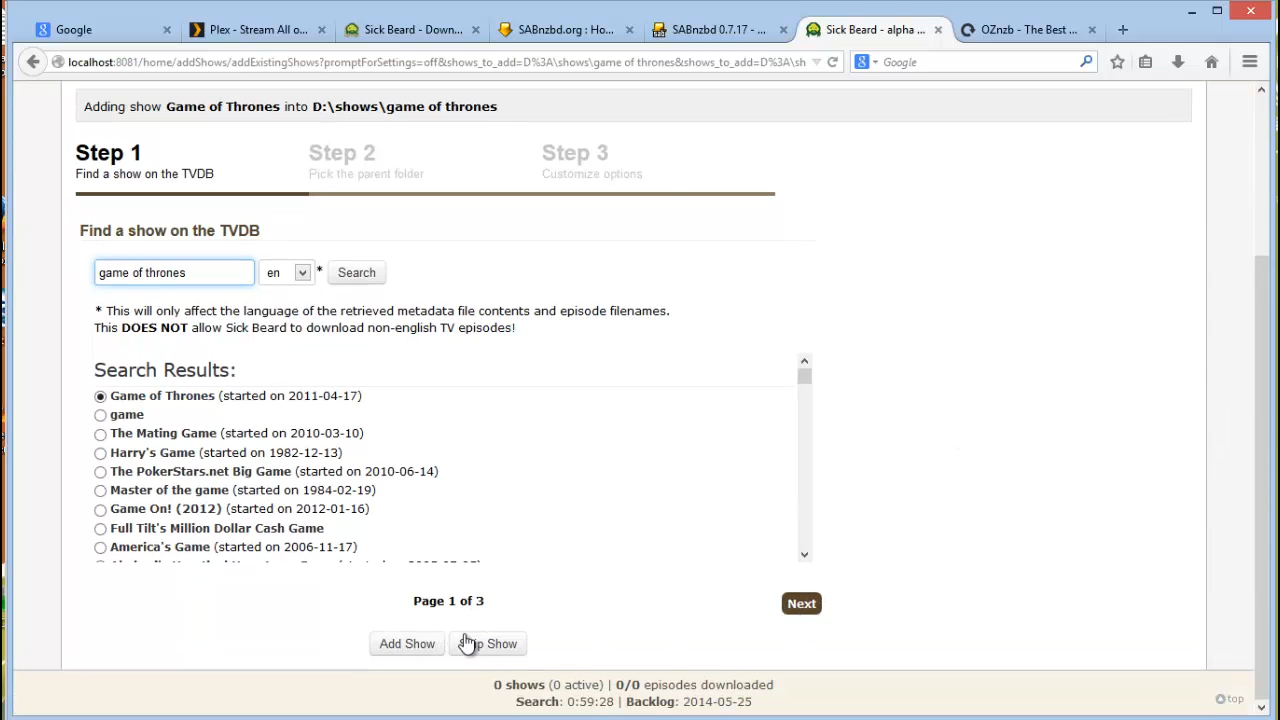 Google
Plex - Stream All o...
Sick Beard - Down...
SABnzbd.org : Ho...
SABnzbd 0.7.17 - ...
Sick Beard - alpha ...
OZnzb - The Best ...
localhost:8081/home/addShows/addExistingShows?promptForSettings=off&shows_to_add=D%3A\shows\game of thrones&shows_to_add=D%3A\sh
Google
Adding show Game of Thrones into D:\shows\game of thrones
Step 1 Step 2 Step 3
Find a show on the TVDB Pick the parent folder Customize options
Find a show on the TVDB
game of thrones en * Search
* This will only affect the language of the retrieved metadata file contents and episode filenames.
This DOES NOT allow Sick Beard to download non-english TV episodes!
Search Results:
Game of Thrones (started on 2011-04-17)
game
The Mating Game (started on 2010-03-10)
Harry's Game (started on 1982-12-13)
The PokerStars.net Big Game (started on 2010-06-14)
Master of the game (started on 1984-02-19)
Game On! (2012) (started on 2012-01-16)
Full Tilt's Million Dollar Cash Game
America's Game (started on 2006-11-17)
Page 1 of 3
Next
Add Show
Show
0 shows (0 active) | 0/0 episodes downloaded
Search: 0:59:28 | Backlog: 2014-05-25
top